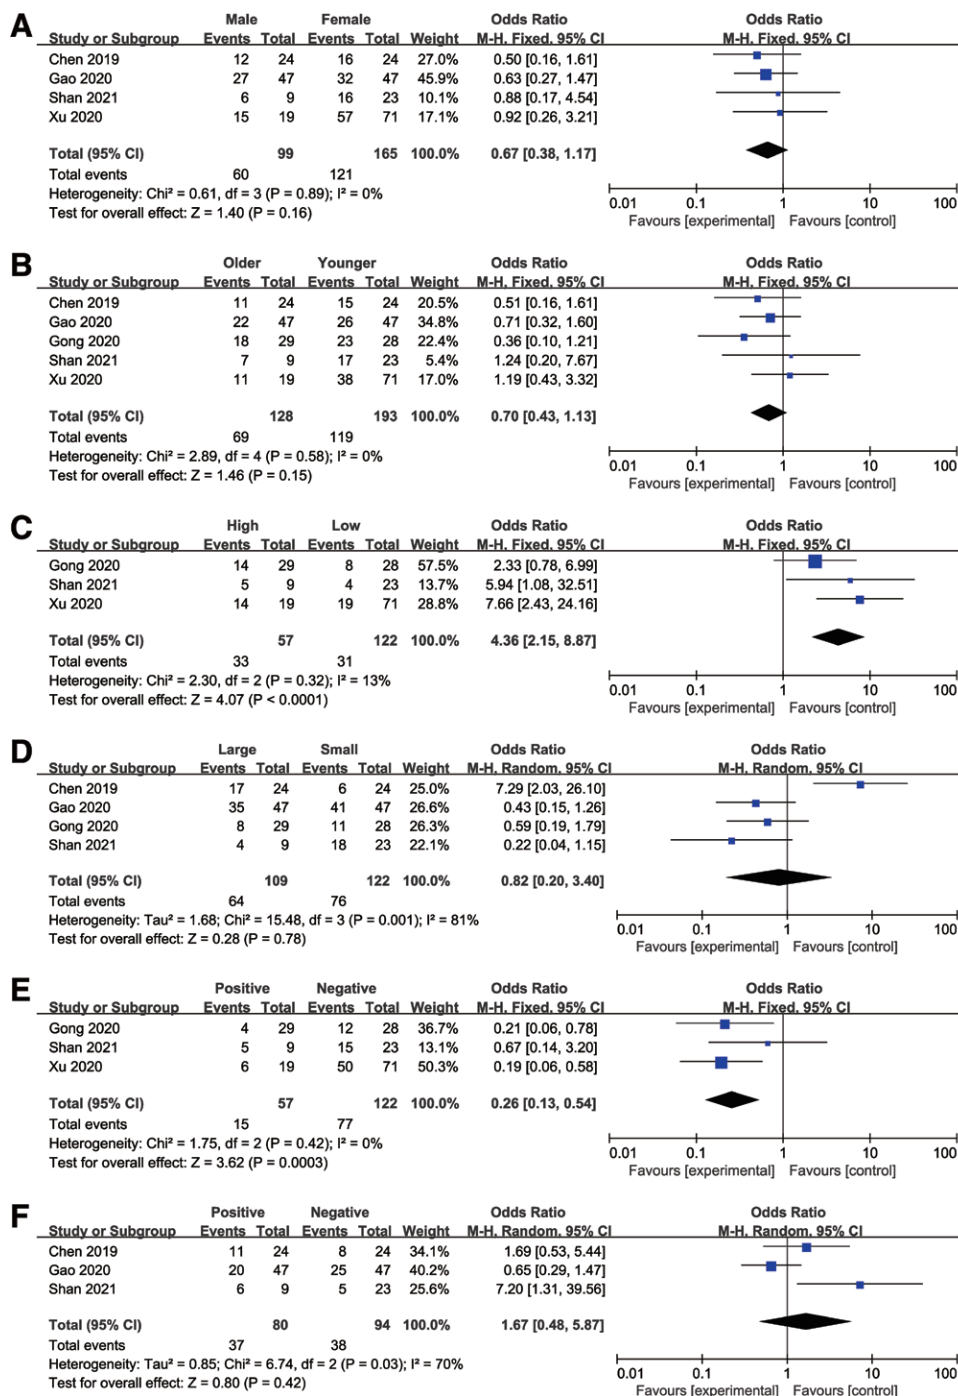 A
Male Female Odds Ratio Odds Ratio
Study or Subgroup Events Total Events Total Weight M-H. Fixed. 95% CI M-H. Fixed. 95% CI
Chen 2019 12 24 16 24 27.0% 0.50 [0.16, 1.61]
Gao 2020 27 47 32 47 45.9% 0.63 [0.27, 1.47]
Shan 2021 6 9 16 23 10.1% 0.88 [0.17, 4.54]
Xu 2020 15 19 57 71 17.1% 0.92 [0.26, 3.21]
Total (95% CI) 99 165 100.0% 0.67 [0.38, 1.17]
Total events 60 121
Heterogeneity: Chi² = 0.61, df = 3 (P = 0.89); I² = 0%
Test for overall effect: Z = 1.40 (P = 0.16)
0.01 0.1 1 10 100
Favours [experimental] Favours [control]
B
Older Younger Odds Ratio Odds Ratio
Study or Subgroup Events Total Events Total Weight M-H. Fixed. 95% CI M-H. Fixed. 95% CI
Chen 2019 11 24 15 24 20.5% 0.51 [0.16, 1.61]
Gao 2020 22 47 26 47 34.8% 0.71 [0.32, 1.60]
Gong 2020 18 29 23 28 22.4% 0.36 [0.10, 1.21]
Shan 2021 7 9 17 23 5.4% 1.24 [0.20, 7.67]
Xu 2020 11 19 38 71 17.0% 1.19 [0.43, 3.32]
Total (95% CI) 128 193 100.0% 0.70 [0.43, 1.13]
Total events 69 119
Heterogeneity: Chi² = 2.89, df = 4 (P = 0.58); I² = 0%
Test for overall effect: Z = 1.46 (P = 0.15)
0.01 0.1 1 10 100
Favours [experimental] Favours [control]
C
High Low Odds Ratio Odds Ratio
Study or Subgroup Events Total Events Total Weight M-H. Fixed. 95% CI M-H. Fixed. 95% CI
Gong 2020 14 29 8 28 57.5% 2.33 [0.78, 6.99]
Shan 2021 5 9 4 23 13.7% 5.94 [1.08, 32.51]
Xu 2020 14 19 19 71 28.8% 7.66 [2.43, 24.16]
Total (95% CI) 57 122 100.0% 4.36 [2.15, 8.87]
Total events 33 31
Heterogeneity: Chi² = 2.30, df = 2 (P = 0.32); I² = 13%
Test for overall effect: Z = 4.07 (P < 0.0001)
0.01 0.1 1 10 100
Favours [experimental] Favours [control]
D
Large Small Odds Ratio Odds Ratio
Study or Subgroup Events Total Events Total Weight M-H. Random. 95% CI M-H. Random. 95% CI
Chen 2019 17 24 6 24 25.0% 7.29 [2.03, 26.10]
Gao 2020 35 47 41 47 26.6% 0.43 [0.15, 1.26]
Gong 2020 8 29 11 28 26.3% 0.59 [0.19, 1.79]
Shan 2021 4 9 18 23 22.1% 0.22 [0.04, 1.15]
Total (95% CI) 109 122 100.0% 0.82 [0.20, 3.40]
Total events 64 76
Heterogeneity: Tau² = 1.68; Chi² = 15.48, df = 3 (P = 0.001); I² = 81%
Test for overall effect: Z = 0.28 (P = 0.78)
0.01 0.1 1 10 100
Favours [experimental] Favours [control]
E
Positive Negative Odds Ratio Odds Ratio
Study or Subgroup Events Total Events Total Weight M-H. Fixed. 95% CI M-H. Fixed. 95% CI
Gong 2020 4 29 12 28 36.7% 0.21 [0.06, 0.78]
Shan 2021 5 9 15 23 13.1% 0.67 [0.14, 3.20]
Xu 2020 6 19 50 71 50.3% 0.19 [0.06, 0.58]
Total (95% CI) 57 122 100.0% 0.26 [0.13, 0.54]
Total events 15 77
Heterogeneity: Chi² = 1.75, df = 2 (P = 0.42); I² = 0%
Test for overall effect: Z = 3.62 (P = 0.0003)
0.01 0.1 1 10 100
Favours [experimental] Favours [control]
F
Positive Negative Odds Ratio Odds Ratio
Study or Subgroup Events Total Events Total Weight M-H. Random. 95% CI M-H. Random. 95% CI
Chen 2019 11 24 8 24 34.1% 1.69 [0.53, 5.44]
Gao 2020 20 47 25 47 40.2% 0.65 [0.29, 1.47]
Shan 2021 6 9 5 23 25.6% 7.20 [1.31, 39.56]
Total (95% CI) 80 94 100.0% 1.67 [0.48, 5.87]
Total events 37 38
Heterogeneity: Tau² = 0.85; Chi² = 6.74, df = 2 (P = 0.03); I² = 70%
Test for overall effect: Z = 0.80 (P = 0.42)
0.01 0.1 1 10 100
Favours [experimental] Favours [control]